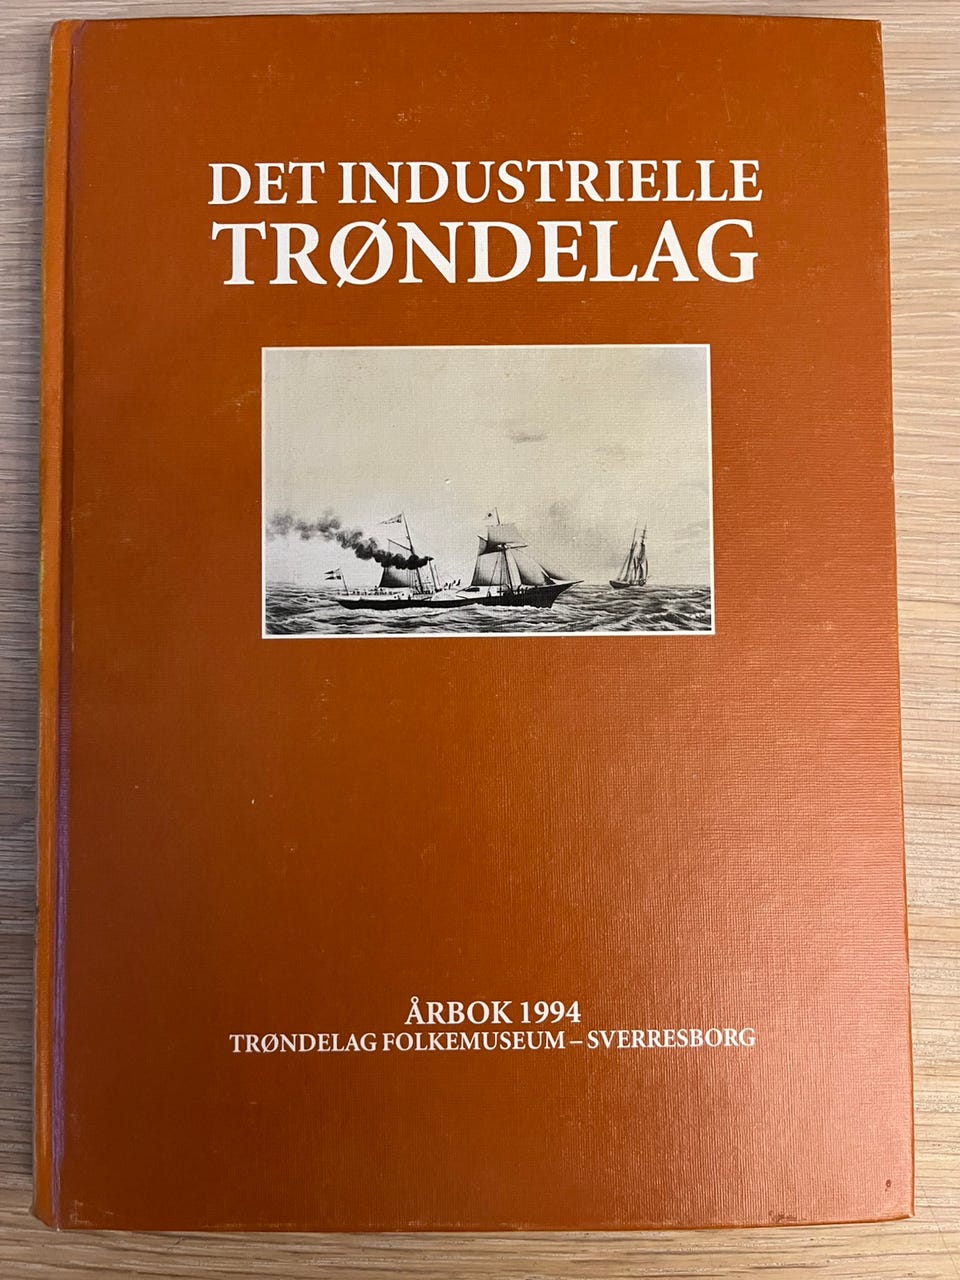 DET INDUSTRIELLE
TRØNDELAG
ÅRBOK 1994
TRØNDELAG FOLKEMUSEUM – SVERRESBORG